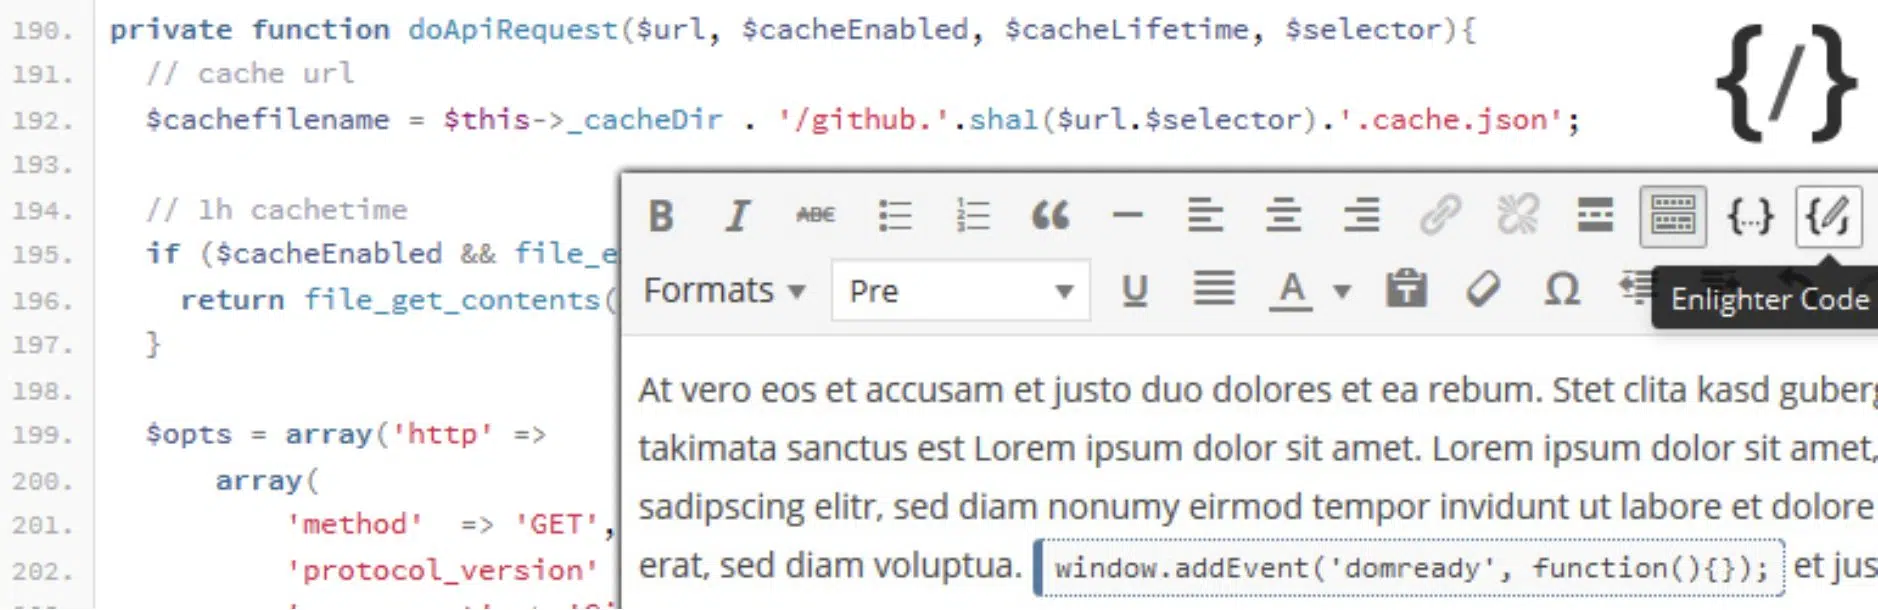 190. private function doApiRequest($url, $cacheEnabled, $cacheLifetime, $selector){
191. // cache url
192. $cachefilename = $this->_cacheDir . '/github.'.sha1($url.$selector).'.cache.json';
193.
194. // 1h cachetime
195. if ($cacheEnabled && file_e
196. return file_get_contents(
197. }
198.
199. $opts = array('http' =>
200. array(
201. 'method' => 'GET',
202. 'protocol_version'
{/}
B I ABC
Formats Pre U A T Ω
Enlighter Code
At vero eos et accusam et justo duo dolores et ea rebum. Stet clita kasd guberg
takimata sanctus est Lorem ipsum dolor sit amet. Lorem ipsum dolor sit amet,
sadipscing elitr, sed diam nonumy eirmod tempor invidunt ut labore et dolore
erat, sed diam voluptua. window.addEvent('domready', function(){}); et jus